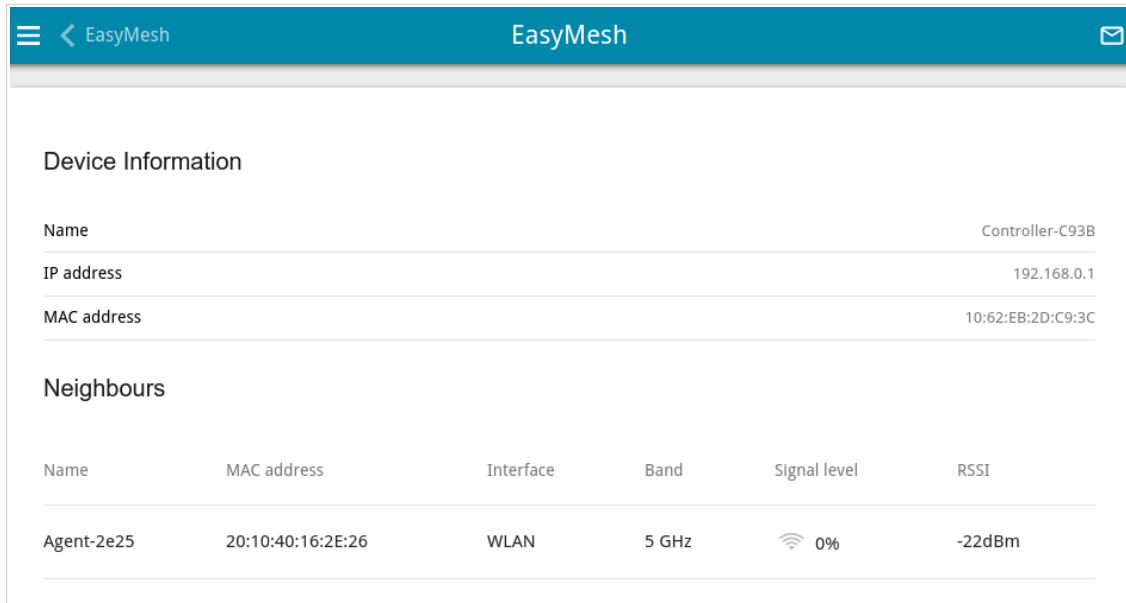 EasyMesh EasyMesh
Device Information
Name Controller-C93B
IP address 192.168.0.1
MAC address 10:62:EB:2D:C9:3C
Neighbours
Name MAC address Interface Band Signal level RSSI
Agent-2e25 20:10:40:16:2E:26 WLAN 5 GHz 0% -22dBm